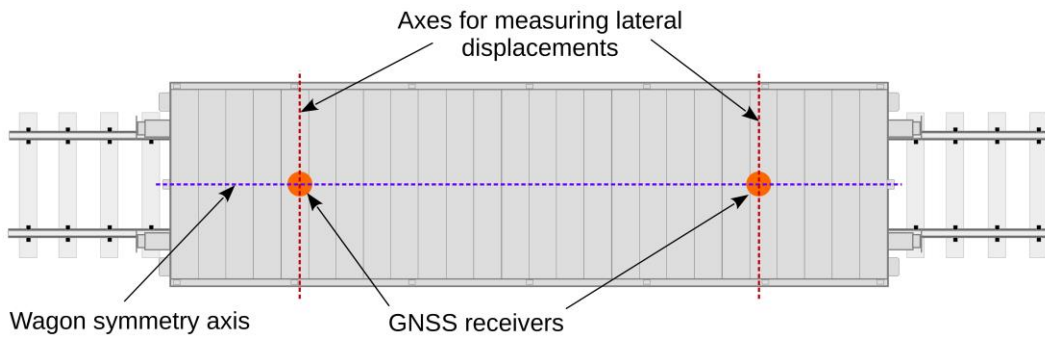 Axes for measuring lateral
displacements
Wagon symmetry axis
GNSS receivers